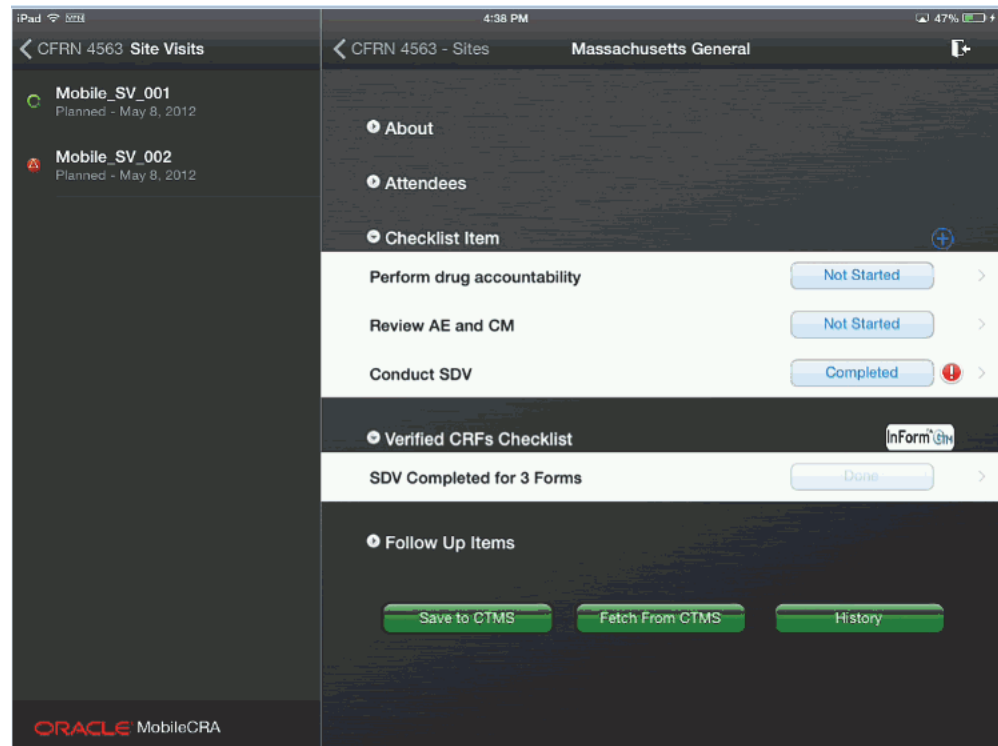 iPad
4:38 PM
47%
CFRN 4563 Site Visits
CFRN 4563 - Sites
Massachusetts General
Mobile_SV_001
Planned - May 8, 2012
Mobile_SV_002
Planned - May 8, 2012
About
Attendees
Checklist Item
Perform drug accountability
Not Started
Review AE and CM
Not Started
Conduct SDV
Completed
Verified CRFs Checklist
InForm
SDV Completed for 3 Forms
Done
Follow Up Items
Save to CTMS
Fetch From CTMS
History
ORACLE MobileCRA